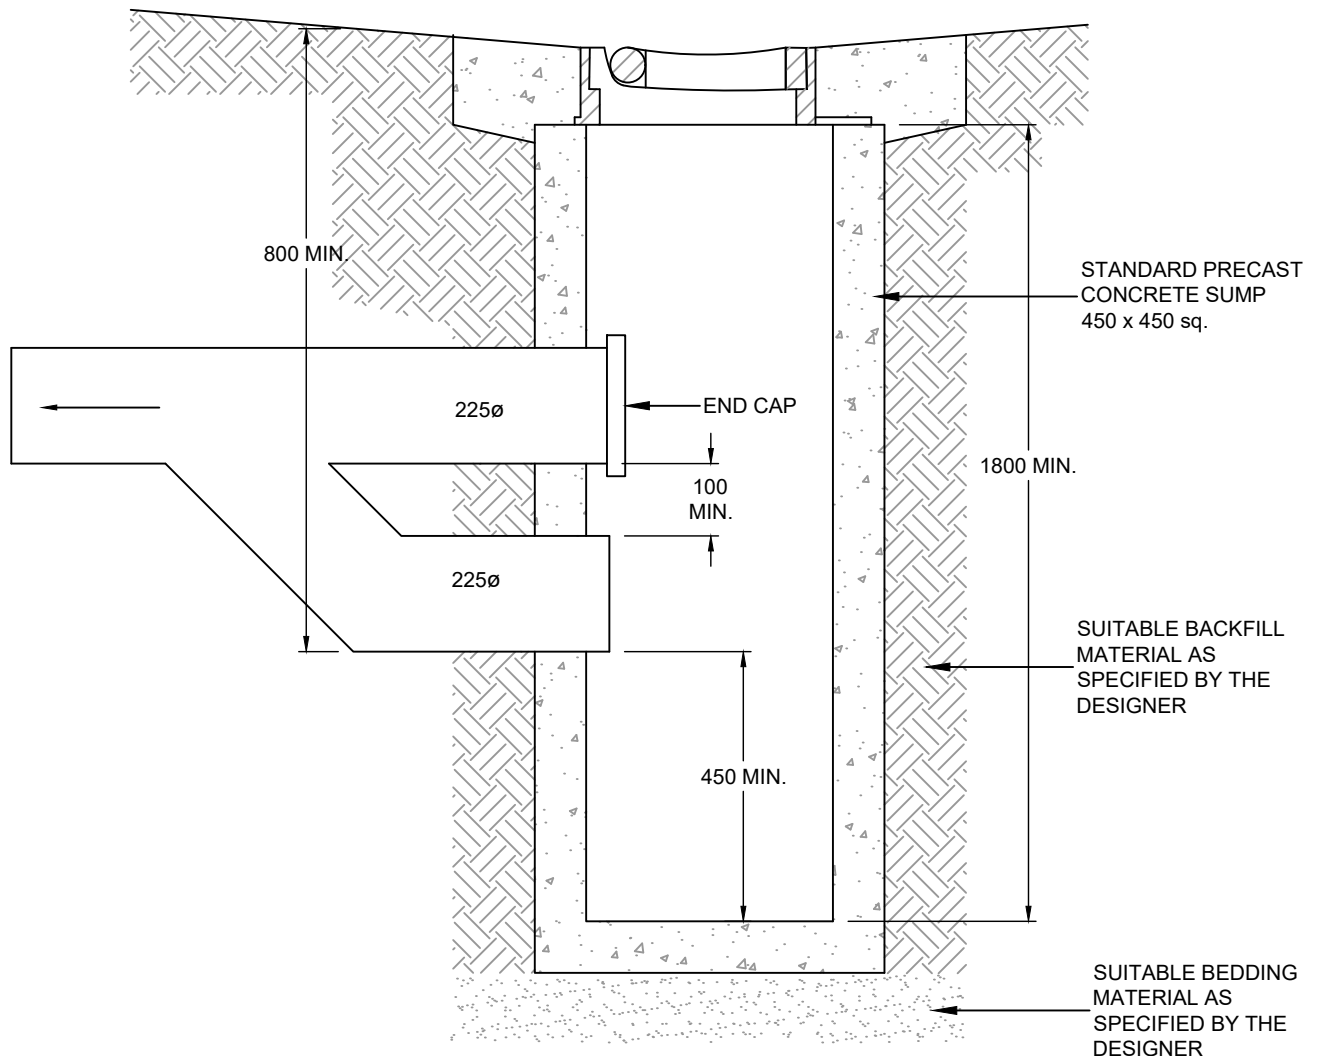 800 MIN.
STANDARD PRECAST
CONCRETE SUMP
450 x 450 sq.
225ø
END CAP
100
MIN.
1800 MIN.
225ø
SUITABLE BACKFILL
MATERIAL AS
SPECIFIED BY THE
DESIGNER
450 MIN.
SUITABLE BEDDING
MATERIAL AS
SPECIFIED BY THE
DESIGNER